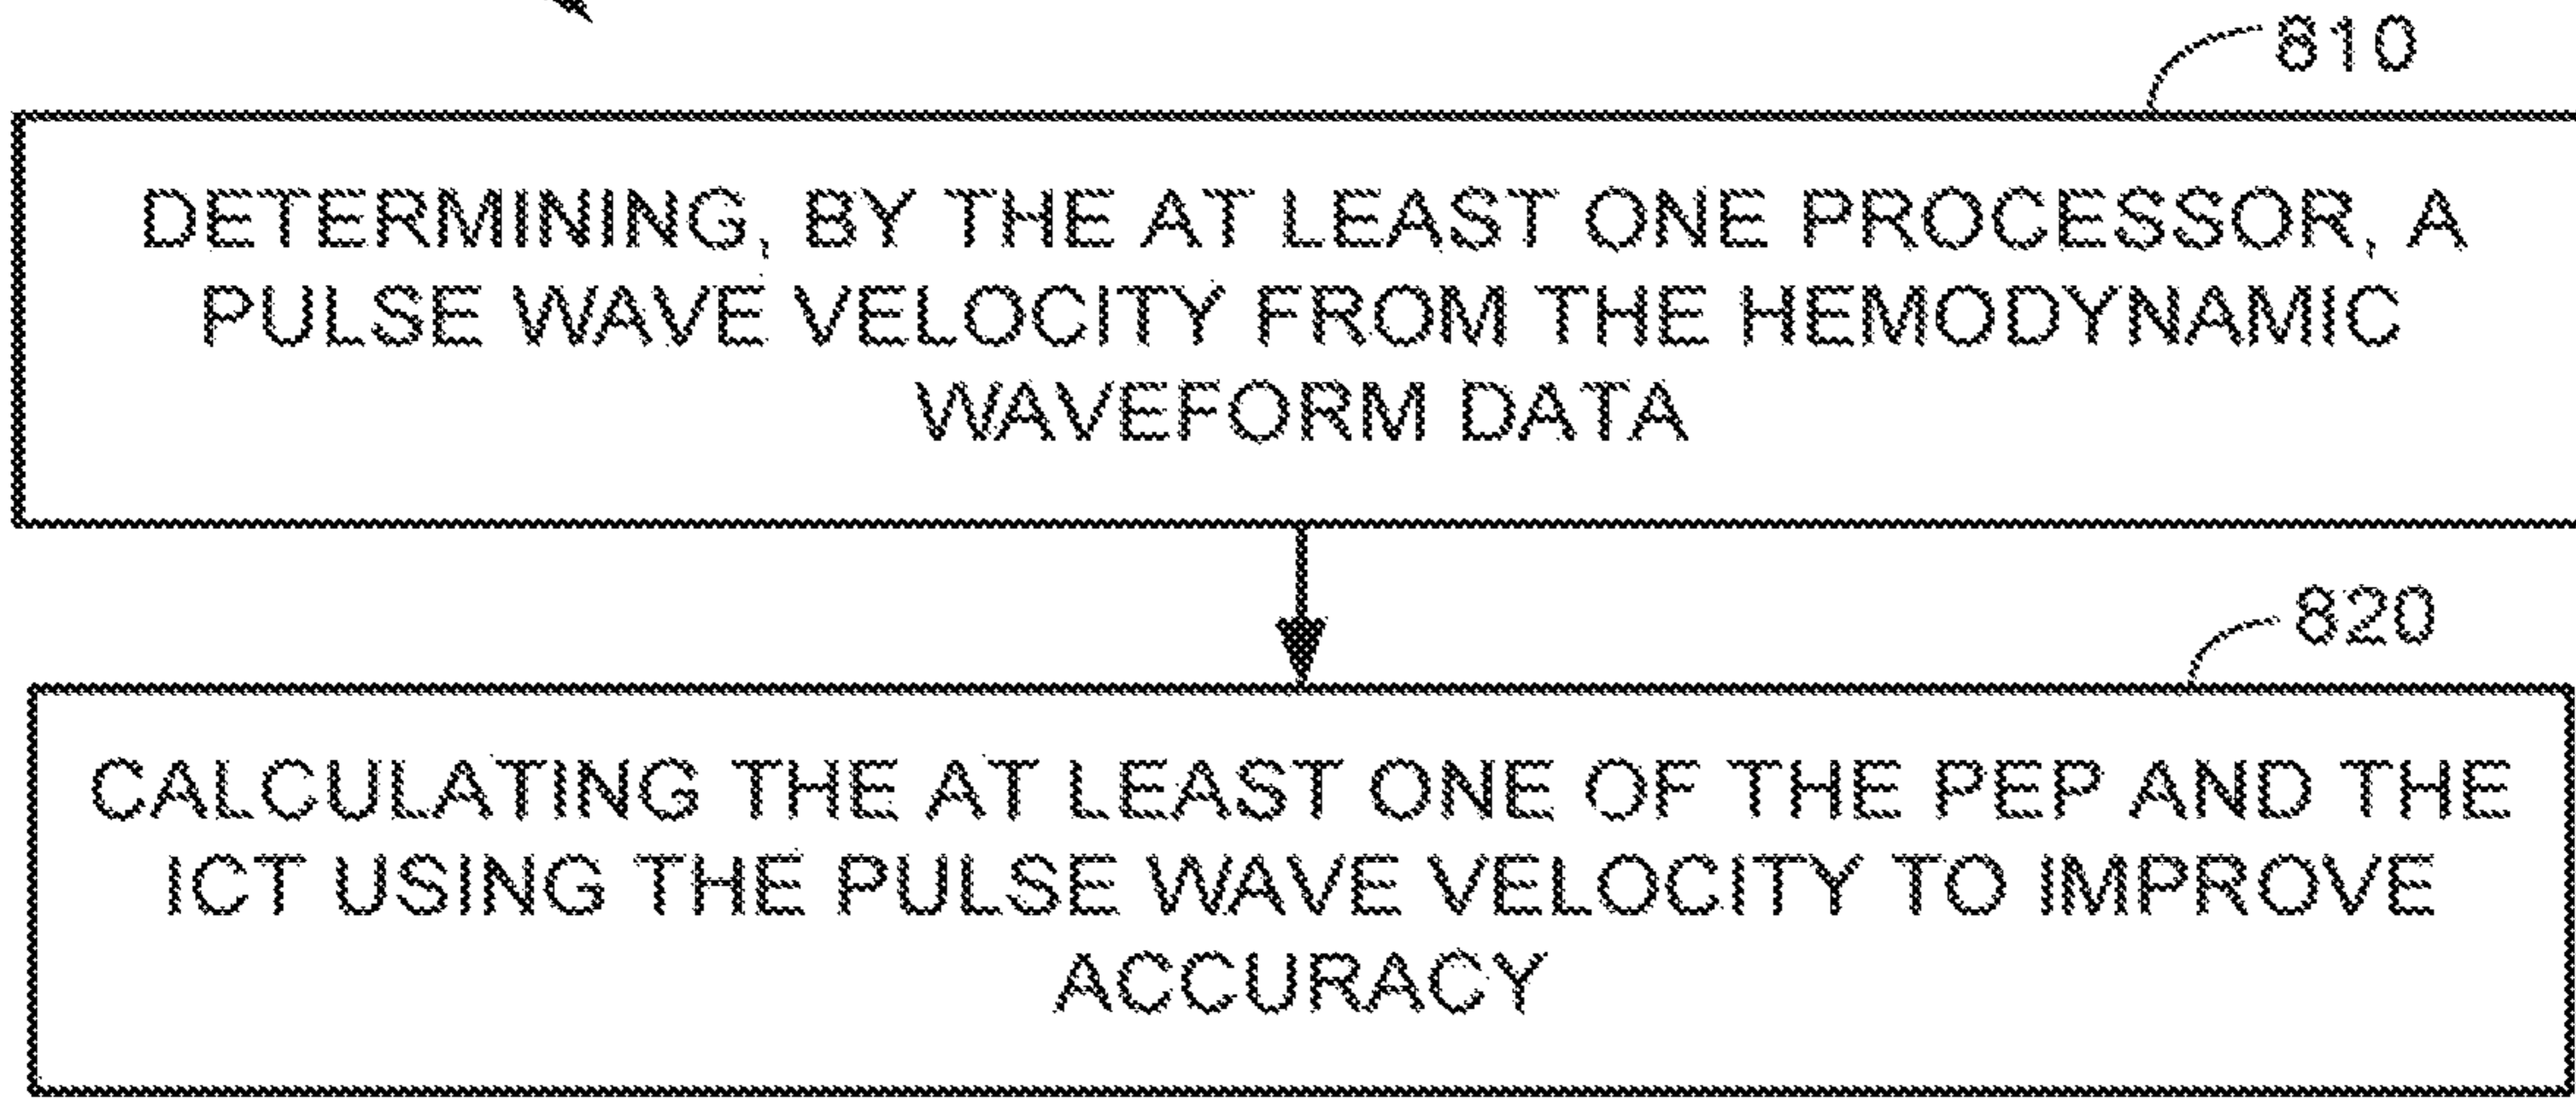 810
DETERMINING, BY THE AT LEAST ONE PROCESSOR, A
PULSE WAVE VELOCITY FROM THE HEMODYNAMIC
WAVEFORM DATA
820
CALCULATING THE AT LEAST ONE OF THE PEP AND THE
ICT USING THE PULSE WAVE VELOCITY TO IMPROVE
ACCURACY